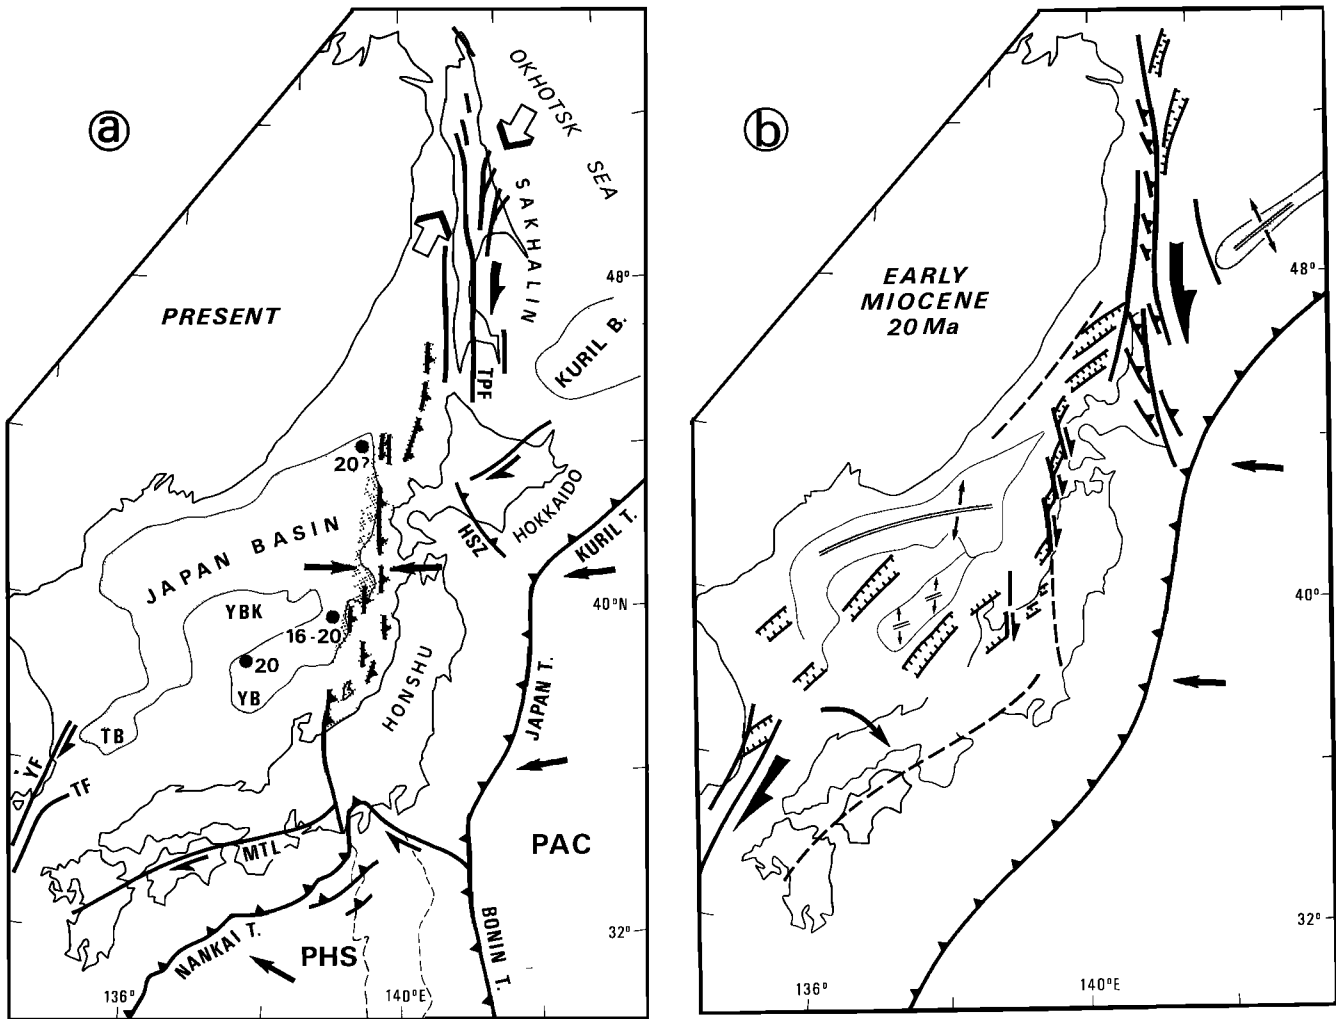 a
OKHOTSK
SEA
SAKHALIN
48°
PRESENT
KURIL B.
TPF
20?
HOKKAIDO
HSZ
KURIL T.
JAPAN BASIN
YBK
40°N
16-20
20
YB
HONSHU
JAPAN T.
TB
YF
TF
MTL
PAC
NANKAI T.
PHS
BONIN T.
32°
136°
140°E
b
EARLY
MIOCENE
20 Ma
48°
40°
32°
136°
140°E